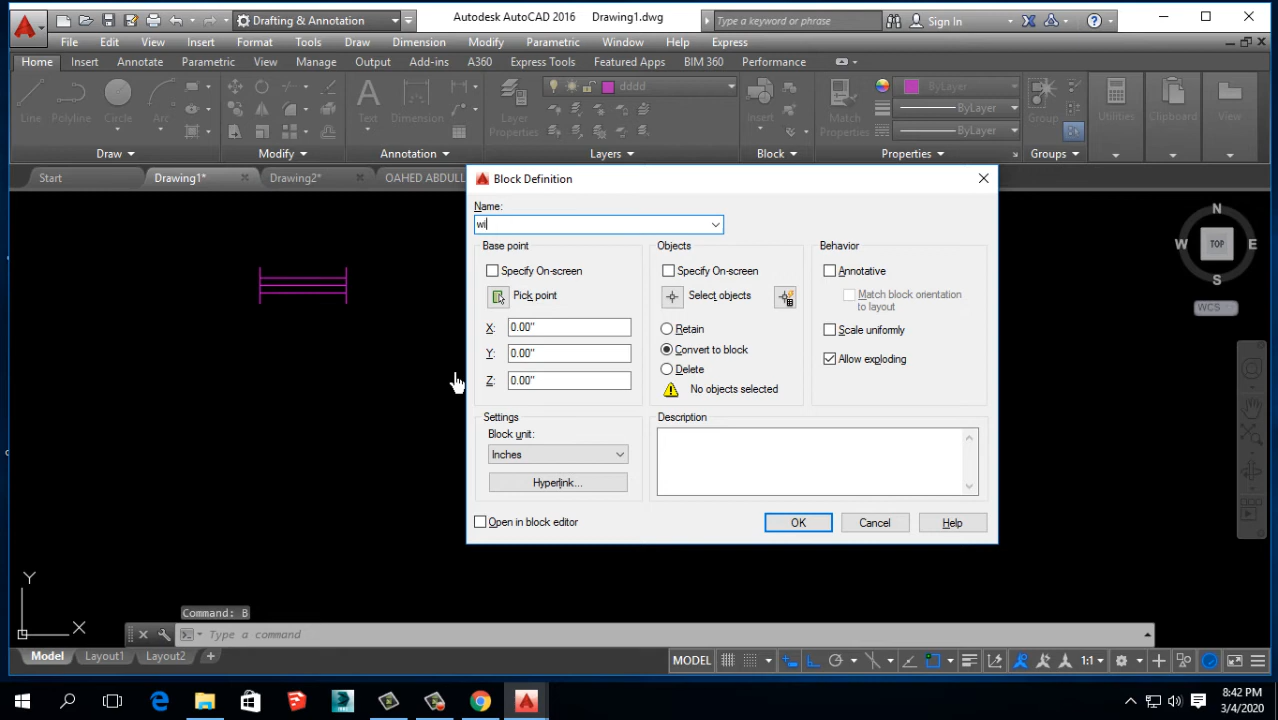 Drafting & Annotation
Autodesk AutoCAD 2016 Drawing1.dwg
Type a keyword or phrase
Sign In
File Edit View Insert Format Tools Draw Dimension Modify Parametric Window Help Express
Home Insert Annotate Parametric View Manage Output Add-ins A360 Express Tools Featured Apps BIM 360 Performance
Line Polyline Circle Arc Text Dimension Layer Properties dddd Insert Match Properties ByLayer ByLayer ByLayer Group Utilities Clipboard View
Draw Modify Annotation Layers Block Properties Groups
Start Drawing1* Drawing2* OAHED ABDULL
Block Definition
Name:
wi
Base point
Specify On-screen
Pick point
X: 0.00"
Y: 0.00"
Z: 0.00"
Objects
Specify On-screen
Select objects
Retain
Convert to block
Delete
No objects selected
Behavior
Annotative
Match block orientation
to layout
Scale uniformly
Allow exploding
Settings
Block unit:
Inches
Hyperlink...
Description
Open in block editor
OK Cancel Help
N
W TOP E
S
WCS
Y
X
Command: B
Type a command
Model Layout1 Layout2 +
MODEL 1:1
8:42 PM
3/4/2020